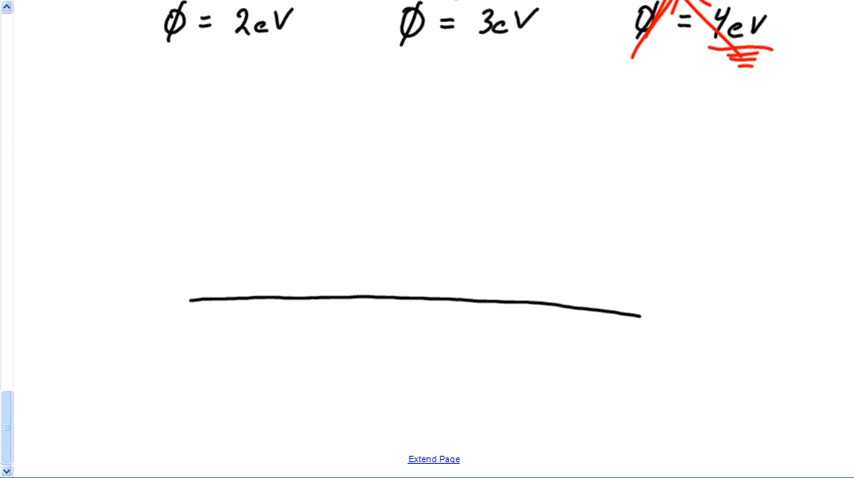 ϕ = 2eV ϕ = 3eV ϕ = 4eV
Extend Page